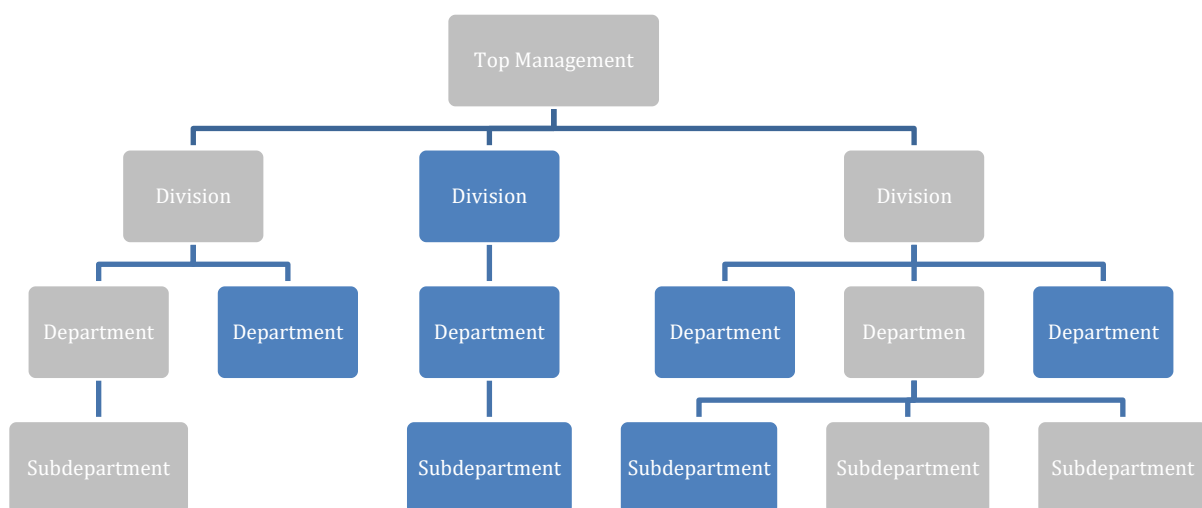 Top Management
Division
Division
Division
Department
Department
Department
Department
Departmen
Department
Subdepartment
Subdepartment
Subdepartment
Subdepartment
Subdepartment